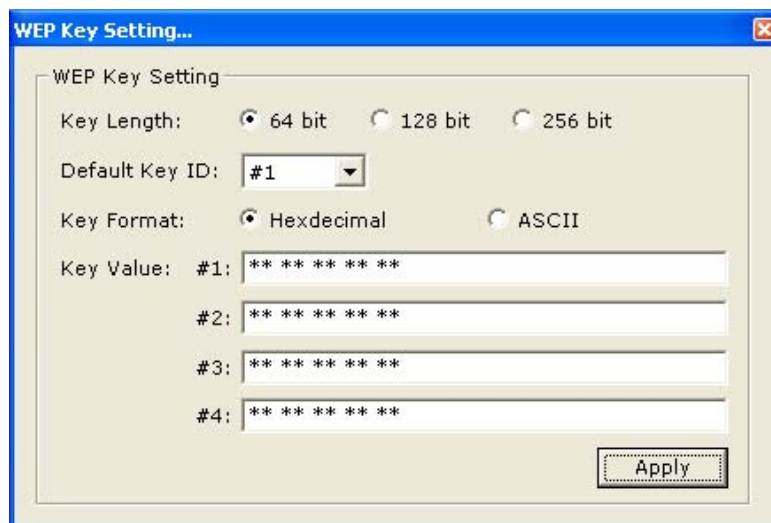 WEP Key Setting...
WEP Key Setting
Key Length: 64 bit 128 bit 256 bit
Default Key ID: #1
Key Format: Hexdecimal ASCII
Key Value: #1: ** ** ** ** **
#2: ** ** ** ** **
#3: ** ** ** ** **
#4: ** ** ** ** **
Apply